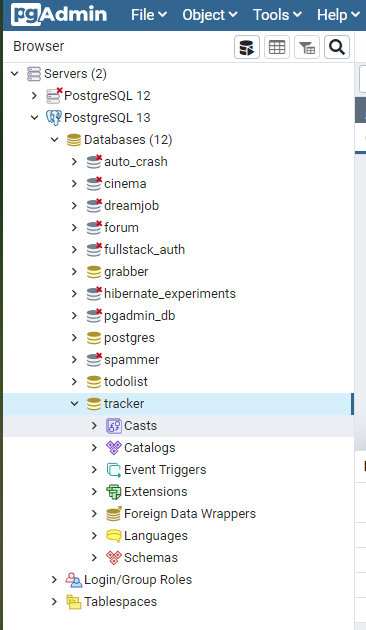 pgAdmin File Object Tools Help
Browser
Servers (2)
PostgreSQL 12
PostgreSQL 13
Databases (12)
auto_crash
cinema
dreamjob
forum
fullstack_auth
grabber
hibernate_experiments
pgadmin_db
postgres
spammer
todolist
tracker
Casts
Catalogs
Event Triggers
Extensions
Foreign Data Wrappers
Languages
Schemas
Login/Group Roles
Tablespaces